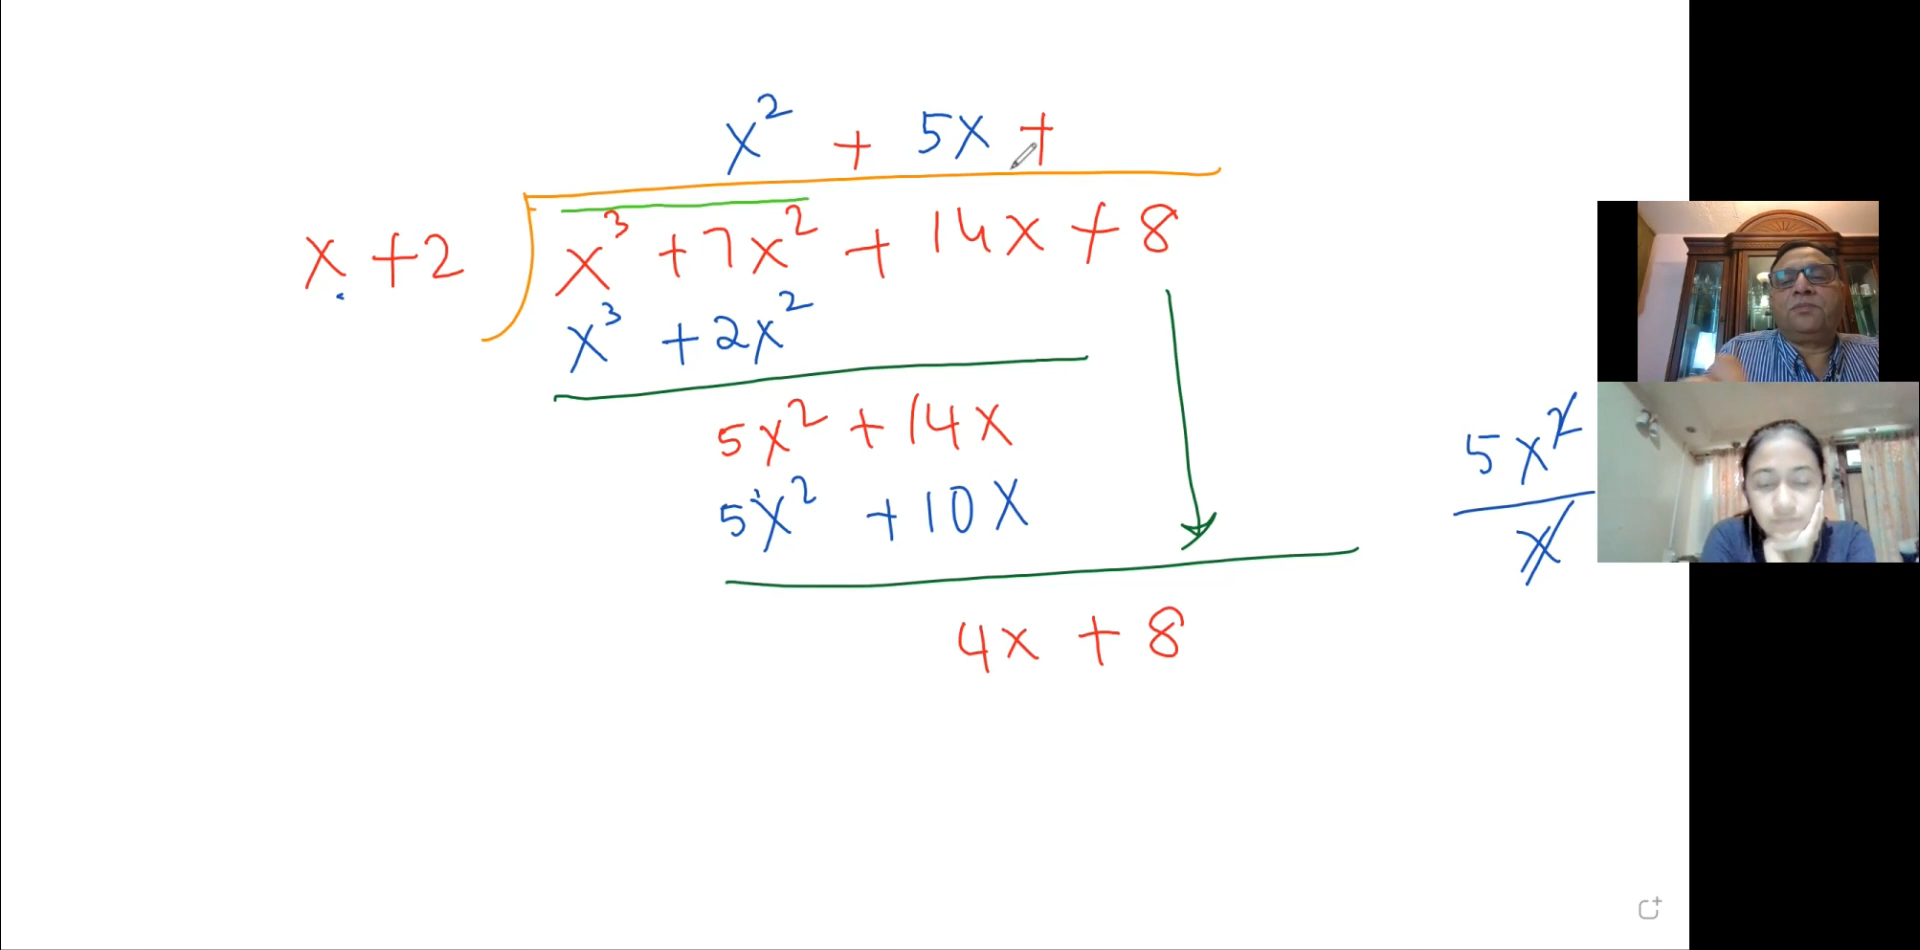 x² + 5x +
x + 2 x³ + 7x² + 14x + 8
x³ + 2x²
5x² + 14x
5x² + 10x
4x + 8
5x²
x